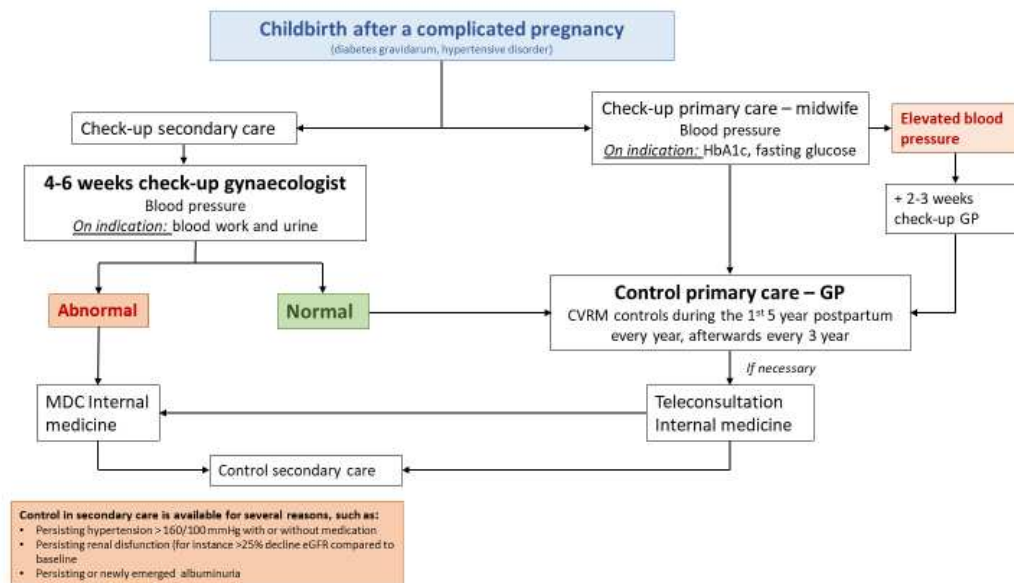 Childbirth after a complicated pregnancy
(diabetes gravidarum, hypertensive disorder)
Check-up secondary care
Check-up primary care – midwife
Blood pressure
On indication: HbA1c, fasting glucose
Elevated blood
pressure
4-6 weeks check-up gynaecologist
Blood pressure
On indication: blood work and urine
+ 2-3 weeks
check-up GP
Abnormal
Normal
Control primary care – GP
CVRM controls during the 1st 5 year postpartum
every year, afterwards every 3 year
If necessary
MDC Internal
medicine
Teleconsultation
Internal medicine
Control secondary care
Control in secondary care is available for several reasons, such as:
• Persisting hypertension > 160/100 mmHg with or without medication
• Persisting renal disfunction (for instance >25% decline eGFR compared to
baseline
• Persisting or newly emerged albuminuria